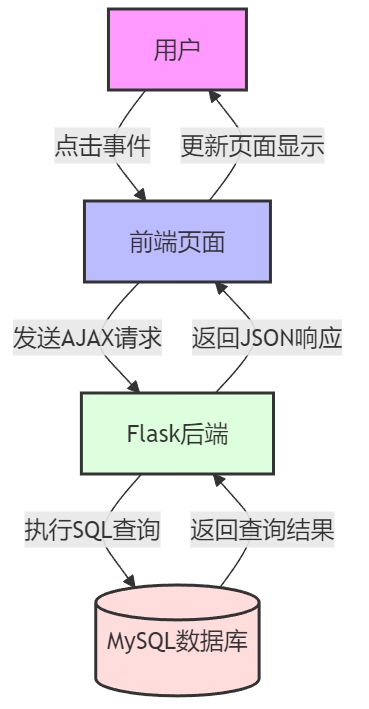 用户
点击事件
更新页面显示
前端页面
发送AJAX请求
返回JSON响应
Flask后端
执行SQL查询
返回查询结果
MySQL数据库